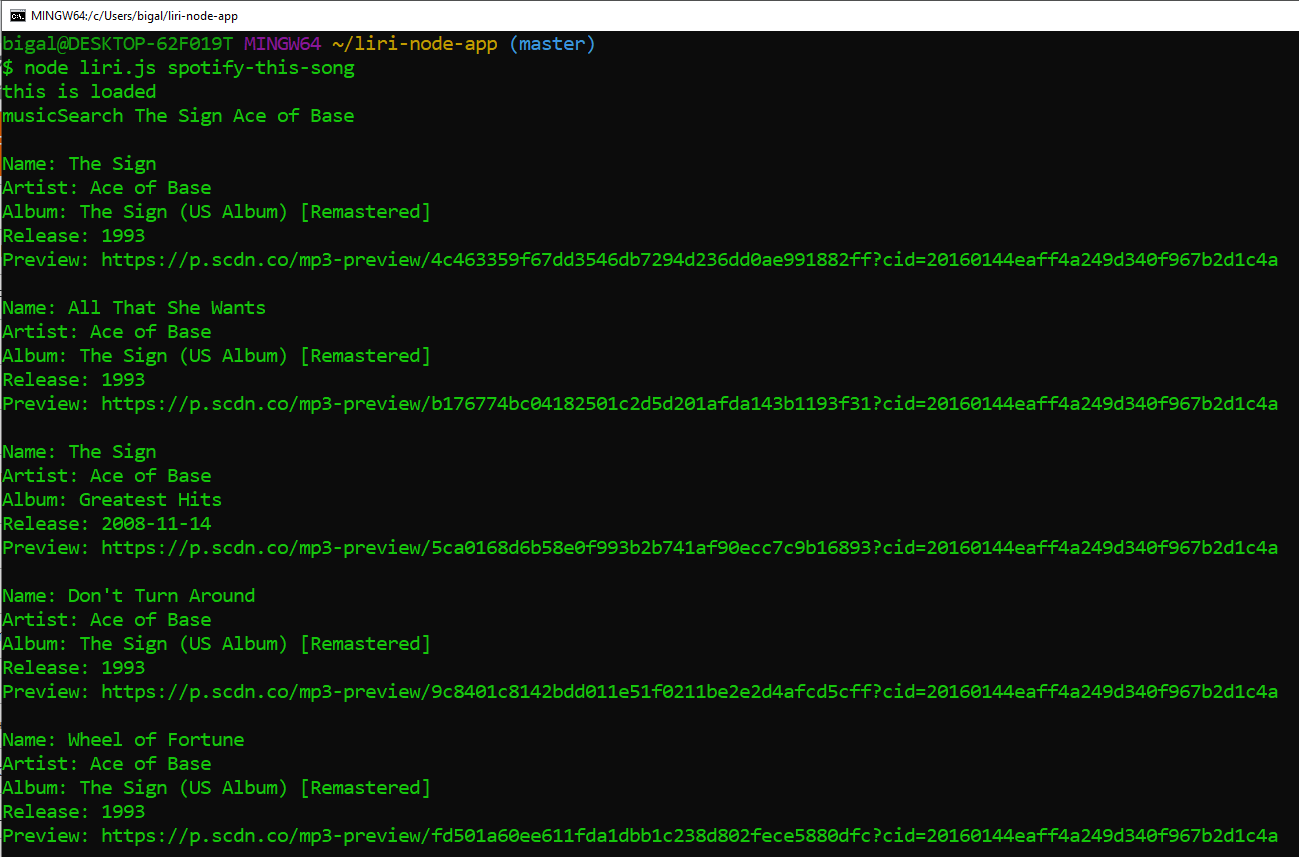 MINGW64:/c/Users/bigal/liri-node-app
bigal@DESKTOP-62F019T MINGW64 ~/liri-node-app (master)
$ node liri.js spotify-this-song
this is loaded
musicSearch The Sign Ace of Base
Name: The Sign
Artist: Ace of Base
Album: The Sign (US Album) [Remastered]
Release: 1993
Preview: https://p.scdn.co/mp3-preview/4c463359f67dd3546db7294d236dd0ae991882ff?cid=20160144eaff4a249d340f967b2d1c4a
Name: All That She Wants
Artist: Ace of Base
Album: The Sign (US Album) [Remastered]
Release: 1993
Preview: https://p.scdn.co/mp3-preview/b176774bc04182501c2d5d201afda143b1193f31?cid=20160144eaff4a249d340f967b2d1c4a
Name: The Sign
Artist: Ace of Base
Album: Greatest Hits
Release: 2008-11-14
Preview: https://p.scdn.co/mp3-preview/5ca0168d6b58e0f993b2b741af90ecc7c9b16893?cid=20160144eaff4a249d340f967b2d1c4a
Name: Don't Turn Around
Artist: Ace of Base
Album: The Sign (US Album) [Remastered]
Release: 1993
Preview: https://p.scdn.co/mp3-preview/9c8401c8142bdd011e51f0211be2e2d4afcd5cff?cid=20160144eaff4a249d340f967b2d1c4a
Name: Wheel of Fortune
Artist: Ace of Base
Album: The Sign (US Album) [Remastered]
Release: 1993
Preview: https://p.scdn.co/mp3-preview/fd501a60ee611fda1dbb1c238d802fece5880dfc?cid=20160144eaff4a249d340f967b2d1c4a